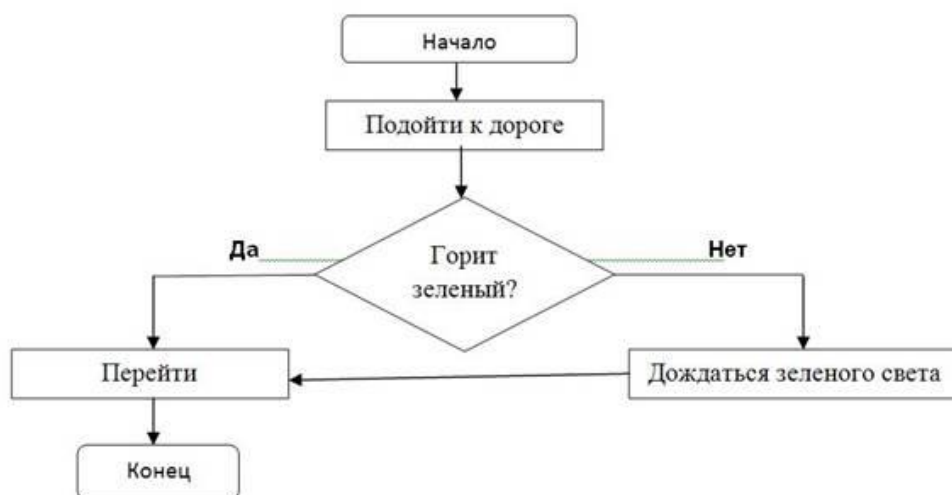 Начало
Подойти к дороге
Да
Горит
зеленый?
Нет
Перейти
Дождаться зеленого света
Конец